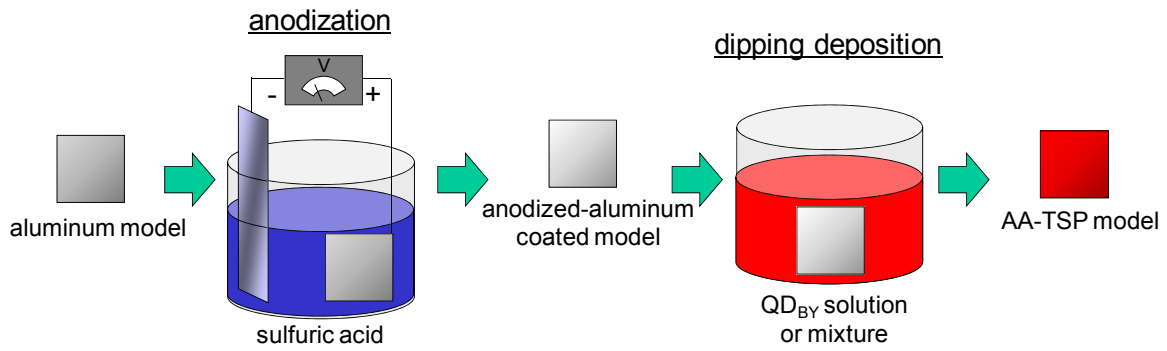 anodization
V
- +
aluminum model
sulfuric acid
anodized-aluminum
coated model
dipping deposition
QDBY solution
or mixture
AA-TSP model